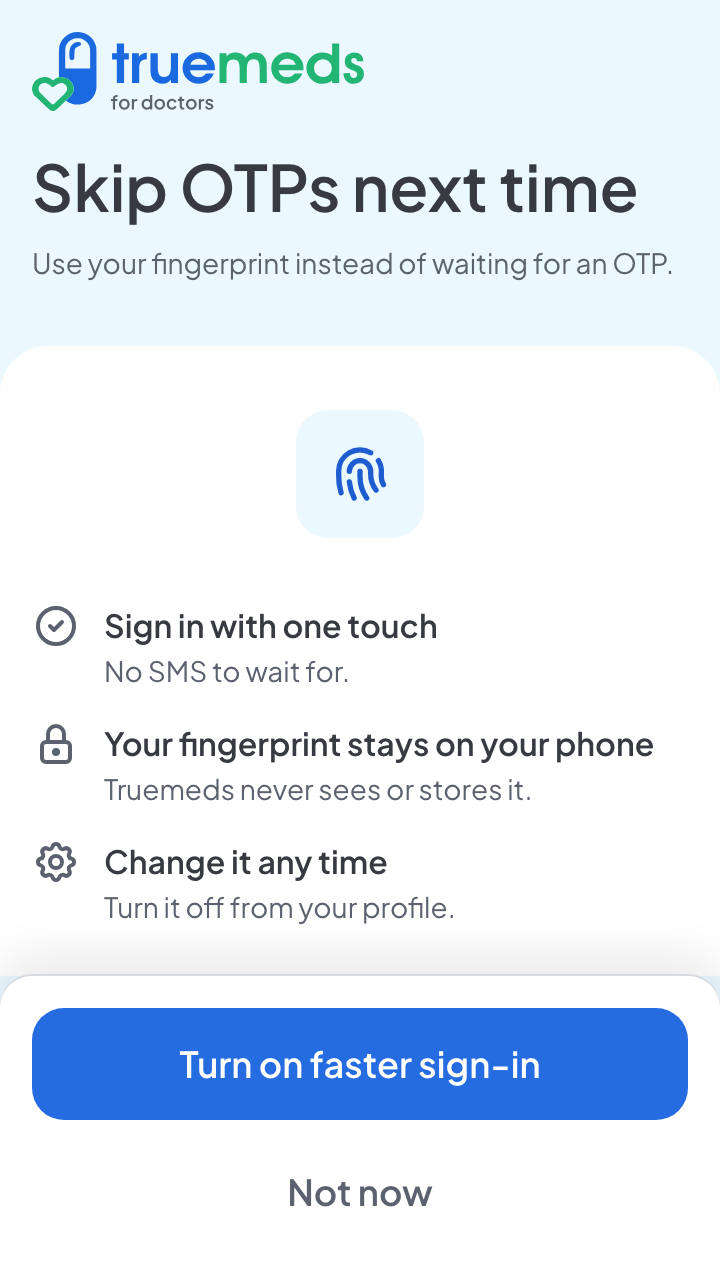 truemeds
for doctors
Skip OTPs next time
Use your fingerprint instead of waiting for an OTP.
Sign in with one touch
No SMS to wait for.
Your fingerprint stays on your phone
Truemeds never sees or stores it.
Change it any time
Turn it off from your profile.
Turn on faster sign-in
Not now